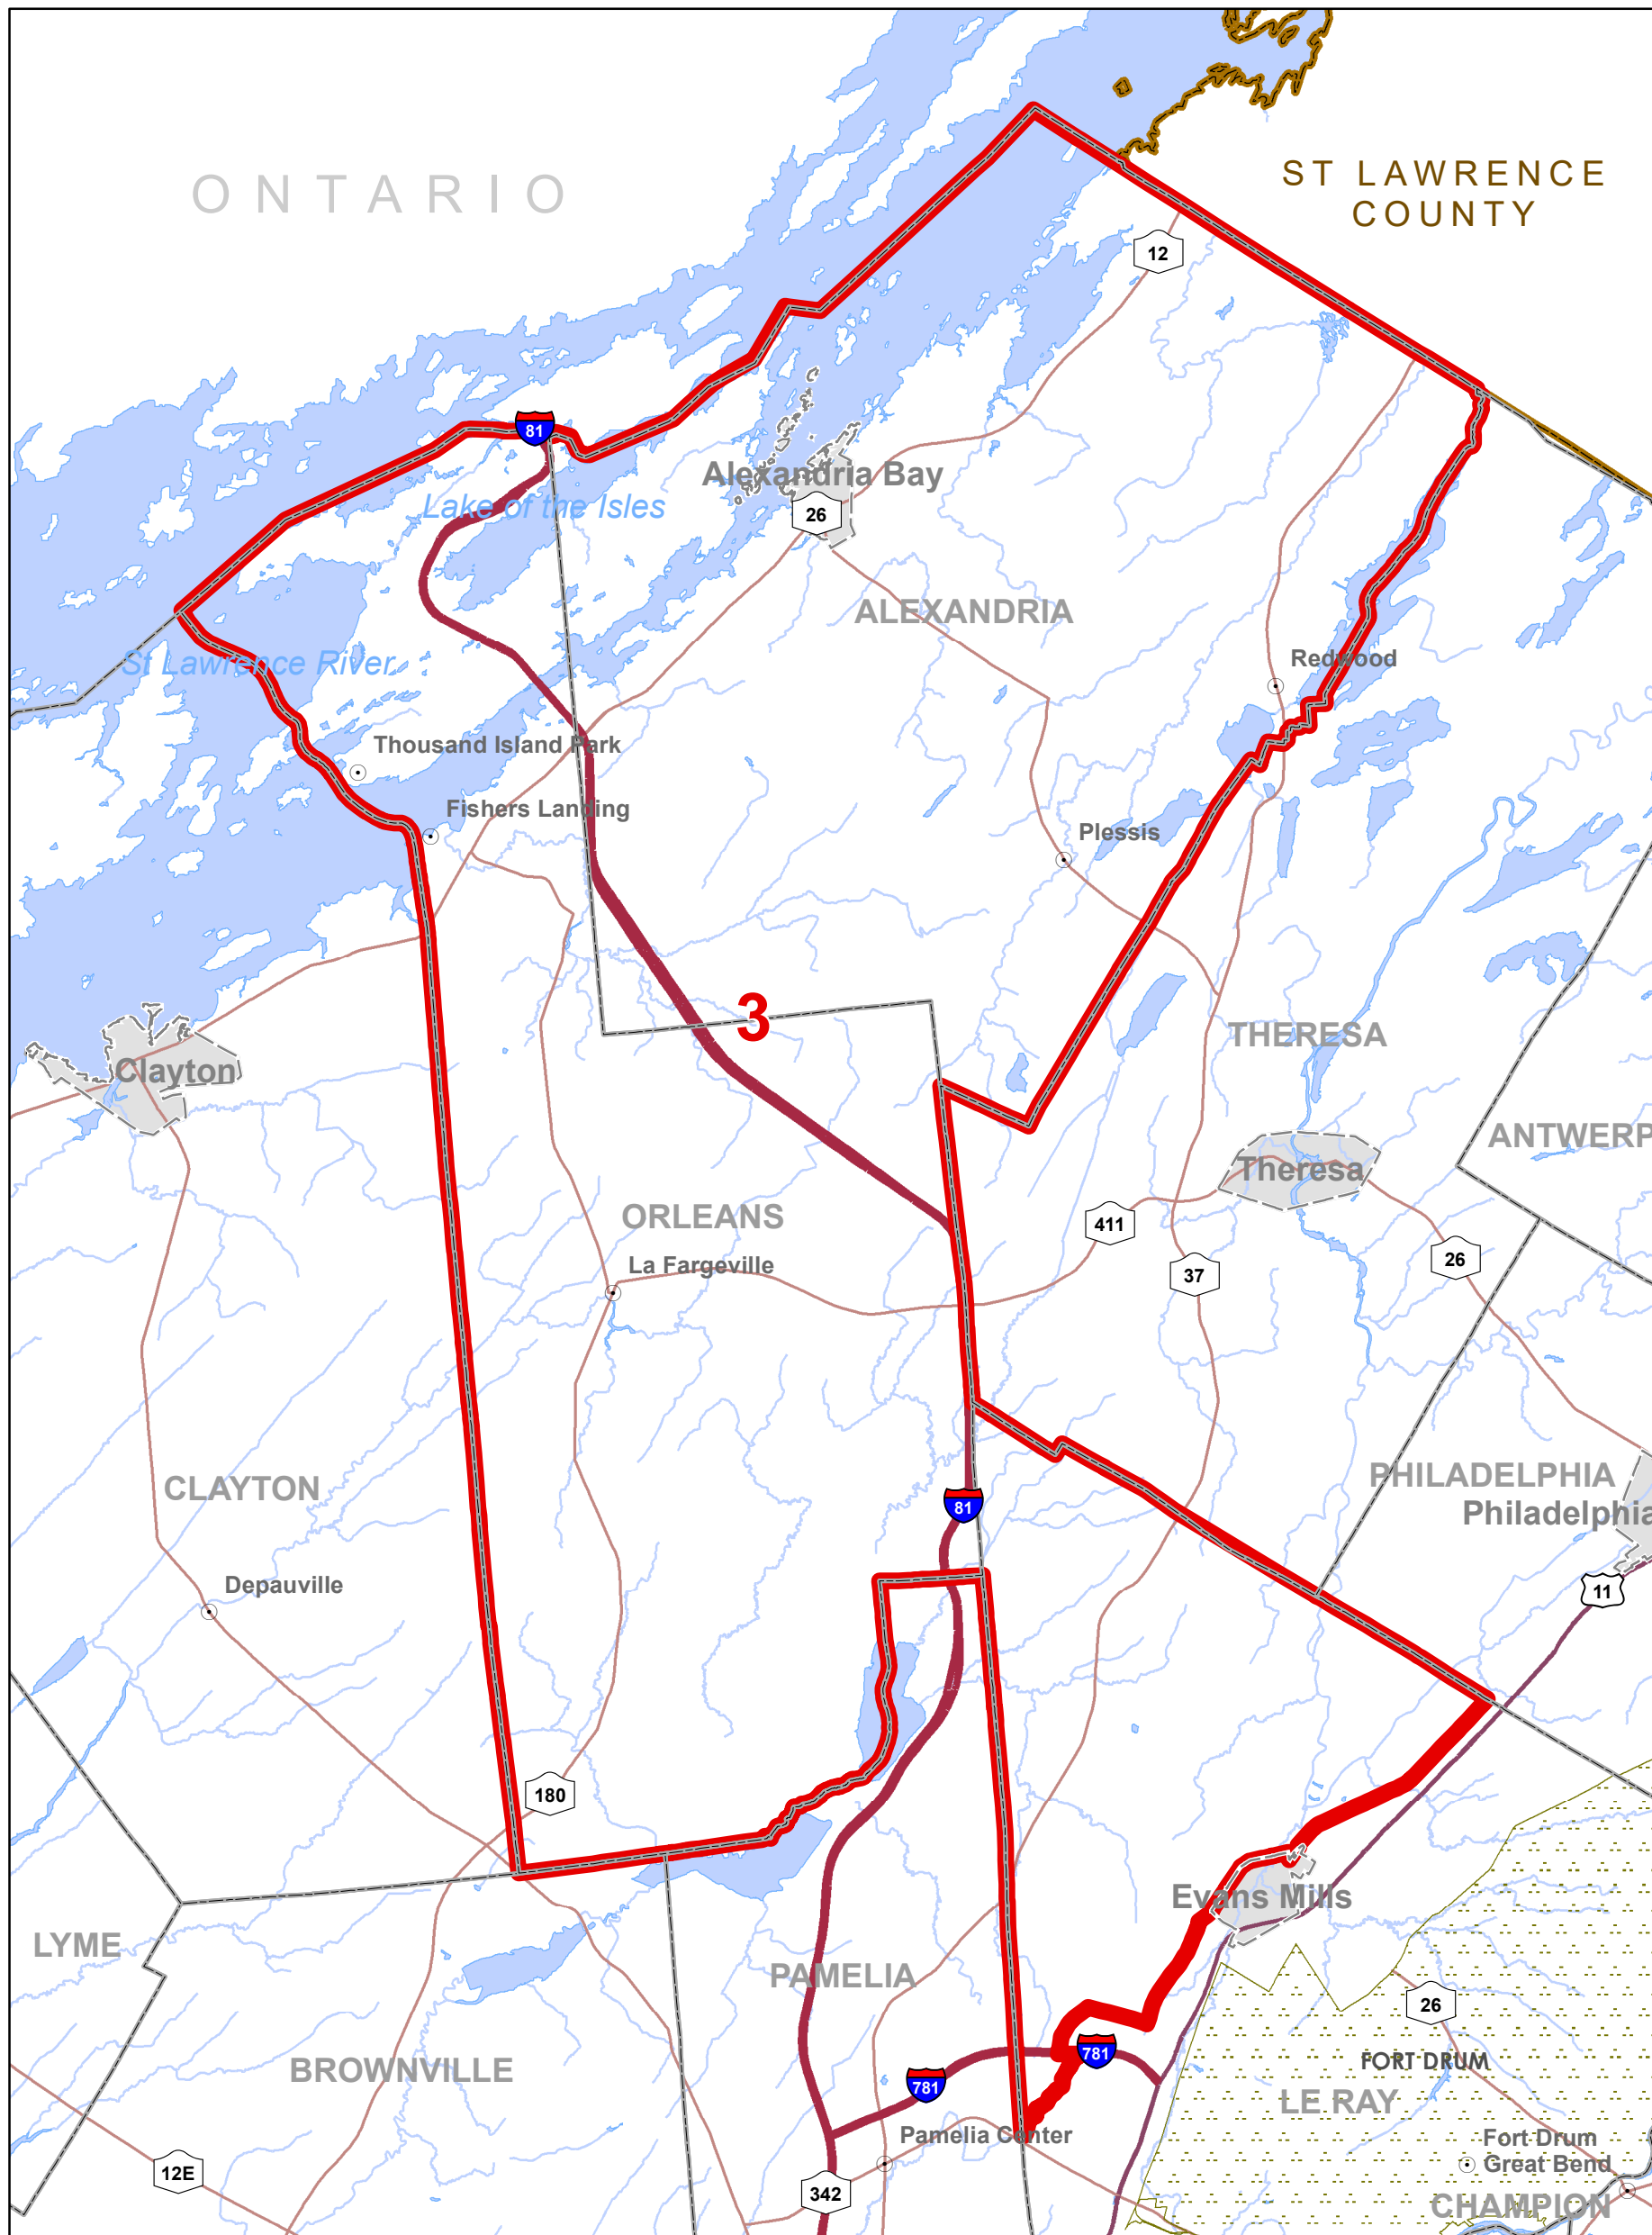 ONTARIO
ST LAWRENCE
COUNTY
12
81
Alexandria Bay
Lake of the Isles
26
ALEXANDRIA
St Lawrence River
Redwood
Thousand Island Park
Fishers Landing
Plessis
3
THERESA
Clayton
ANTWERP
Theresa
ORLEANS
411
La Fargeville
26
37
PHILADELPHIA
CLAYTON
81
Philadelphia
Depauville
11
180
Evans Mills
LYME
PAMELIA
26
781
FORT DRUM
BROWNVILLE
781
LE RAY
Pamelia Center
Fort Drum
12E
Great Bend
342
CHAMPION